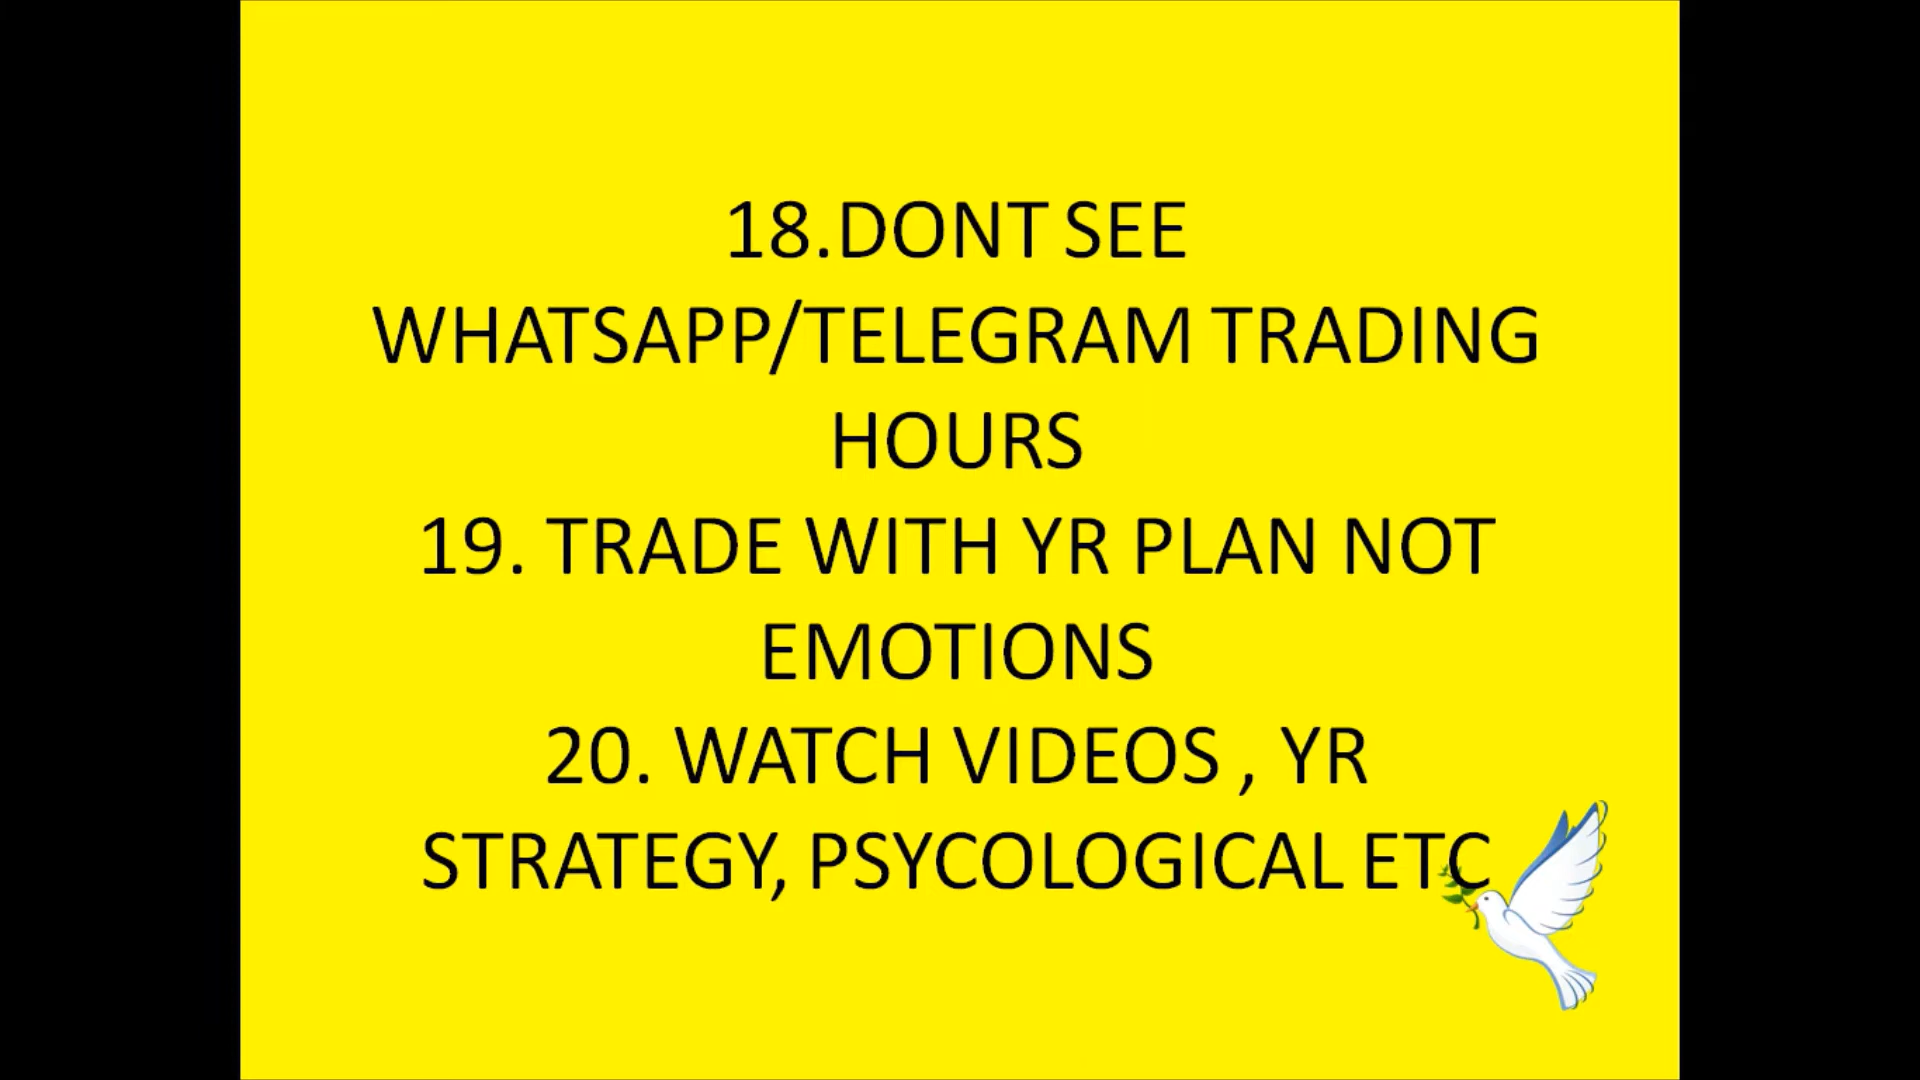 18.DONT SEE
WHATSAPP/TELEGRAM TRADING
HOURS
19. TRADE WITH YR PLAN NOT
EMOTIONS
20. WATCH VIDEOS , YR
STRATEGY, PSYCOLOGICAL ETC